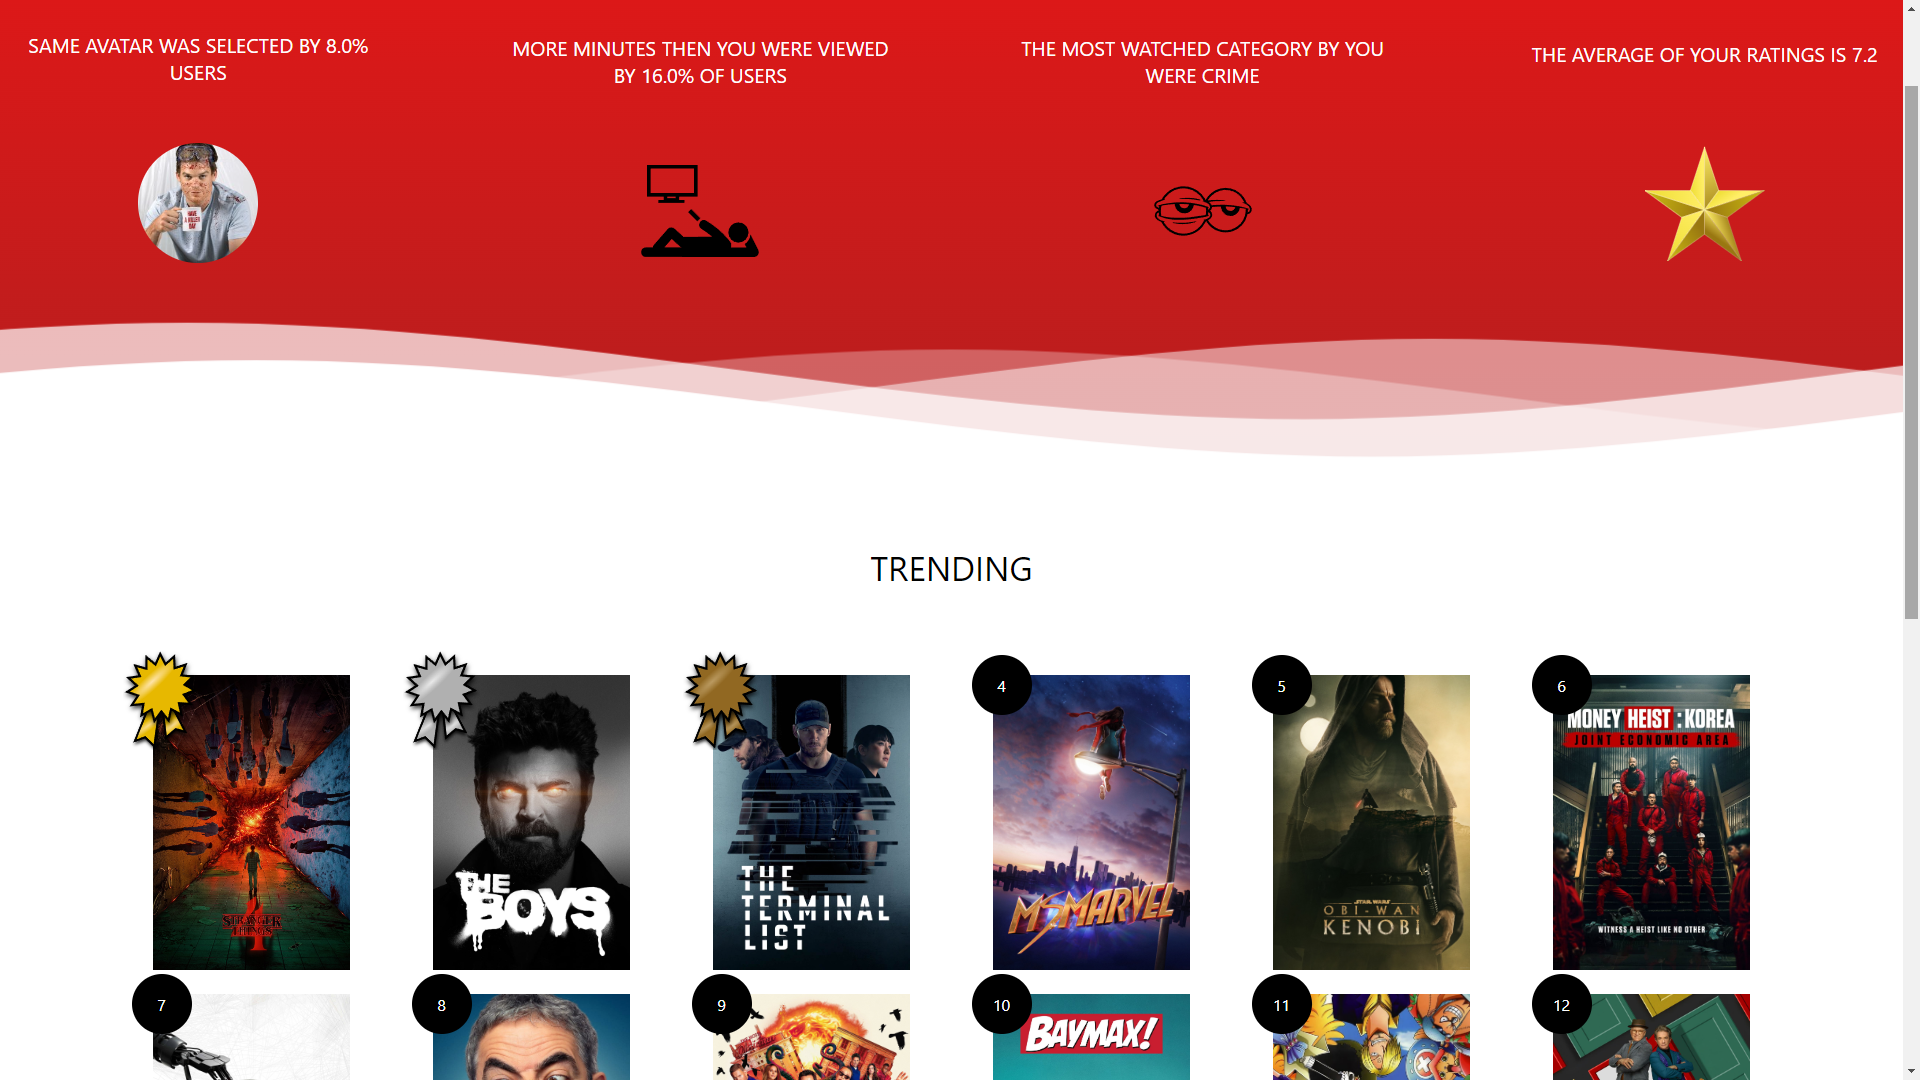 SAME AVATAR WAS SELECTED BY 8.0%
USERS
MORE MINUTES THEN YOU WERE VIEWED
BY 16.0% OF USERS
THE MOST WATCHED CATEGORY BY YOU
WERE CRIME
THE AVERAGE OF YOUR RATINGS IS 7.2
HAVE
A KILLER
DAY
TRENDING
STRANGER
THINGS
4
THE
BOYS
THE
TERMINAL
LIST
4
MS MARVEL
5
STAR WARS
OBI-WAN
KENOBI
6
MONEY HEIST : KOREA
JOINT ECONOMIC AREA
WITNESS A HEIST LIKE NO OTHER
7
8
9
10
BAYMAX!
11
12